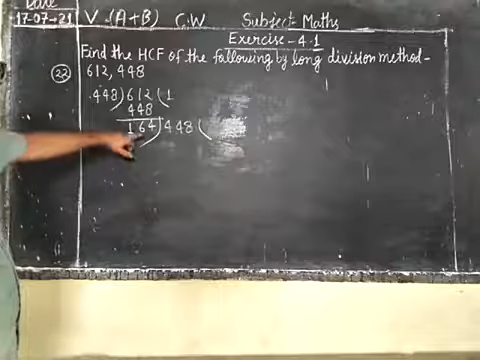 Date
17-07-21 V (A+B) C.W Subject- Maths
Exercise - 4.1
Find the HCF of the following by long division method-
22 612, 448
448) 612 ( 1
448
164) 448 (